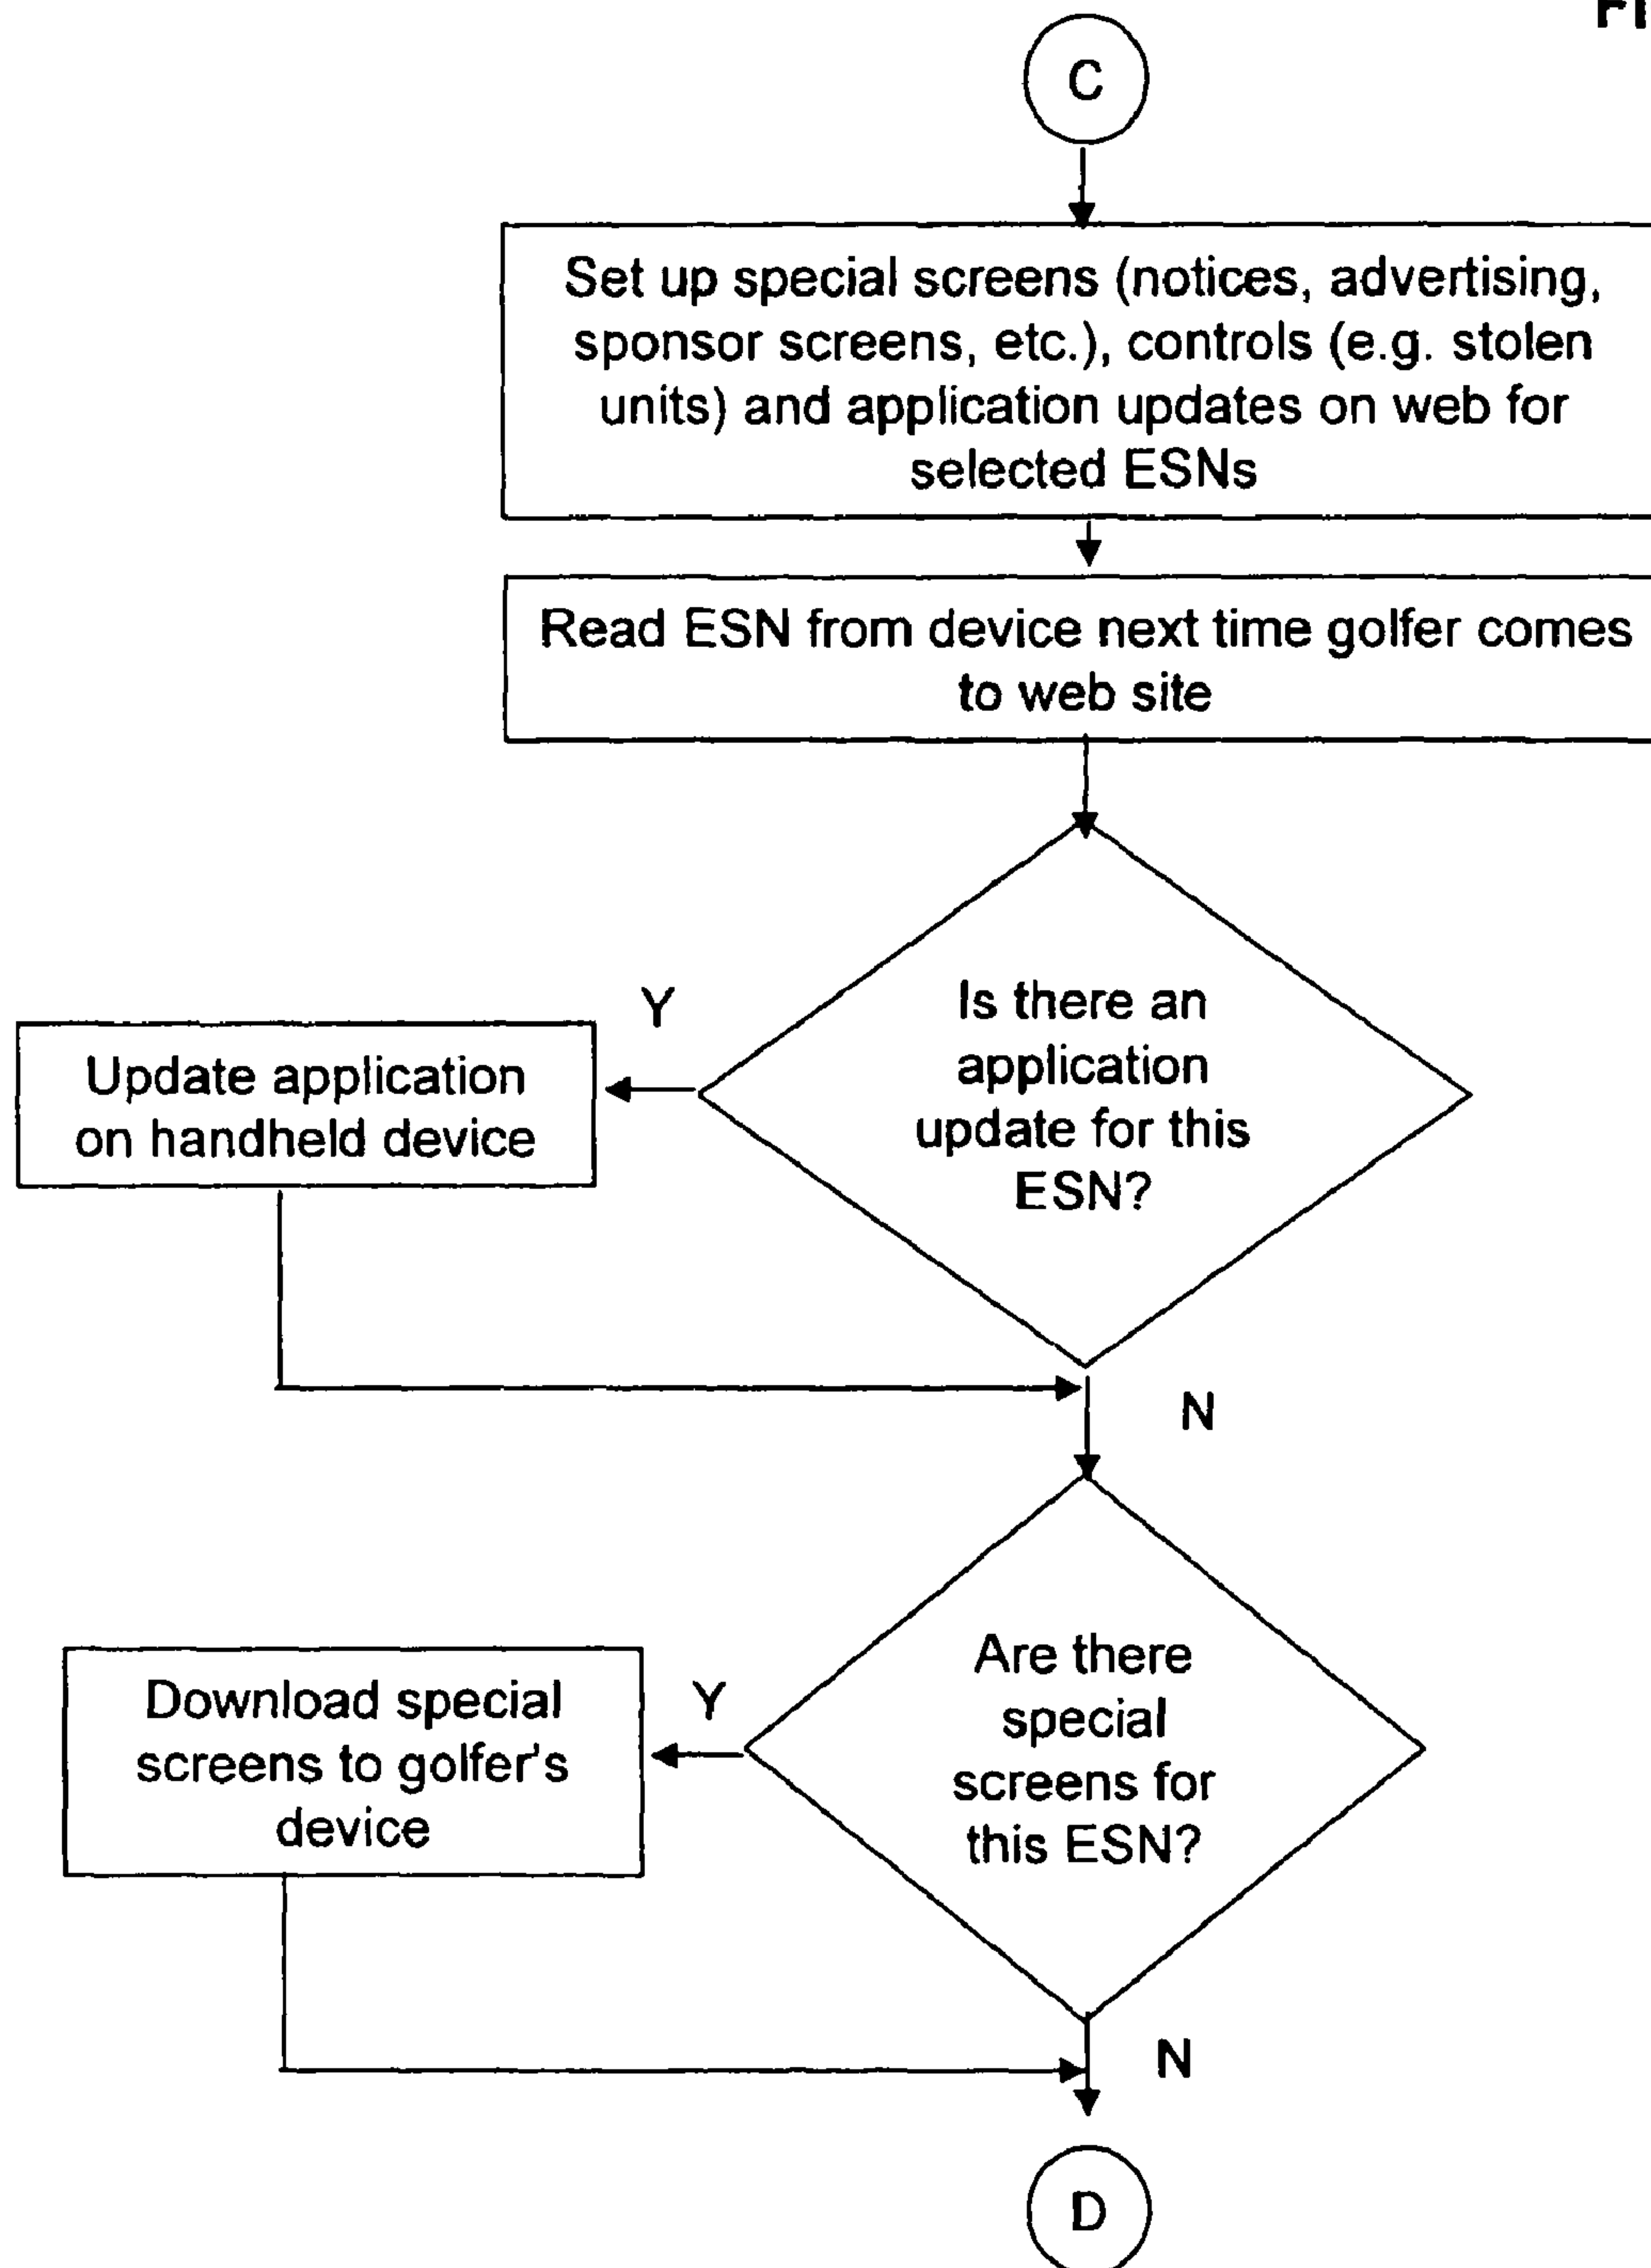 C
Set up special screens (notices, advertising,
sponsor screens, etc.), controls (e.g. stolen
units) and application updates on web for
selected ESNs
Read ESN from device next time golfer comes
to web site
Is there an
application
update for this
ESN?
Y
Update application
on handheld device
N
Are there
special
screens for
this ESN?
Y
Download special
screens to golfer's
device
N
D